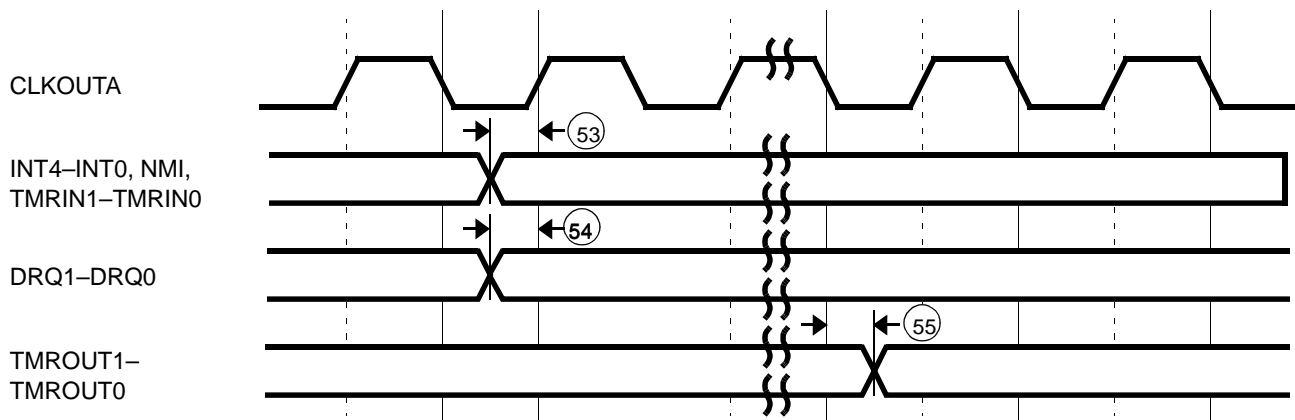 CLKOUTA
53
INT4–INT0, NMI,
TMRIN1–TMRIN0
54
DRQ1–DRQ0
55
TMROUT1–
TMROUT0